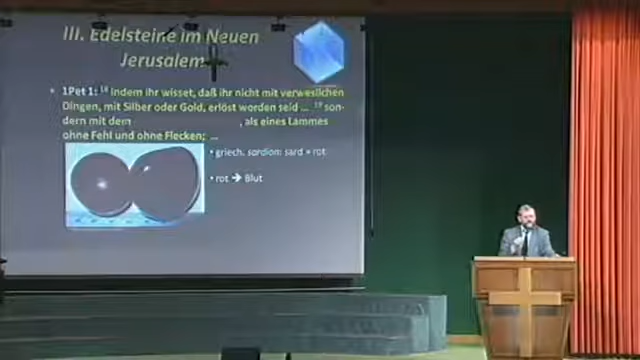 III. Edelsteine im Neuen
Jerusalem
• 1Pet 1: 18 Indem ihr wisset, daß ihr nicht mit verweslichen
Dingen, mit Silber oder Gold, erlöst worden seid ... 19 son-
dern mit dem , als eines Lammes
ohne Fehl und ohne Flecken; ...
• griech. sardion: sard = rot
• rot → Blut